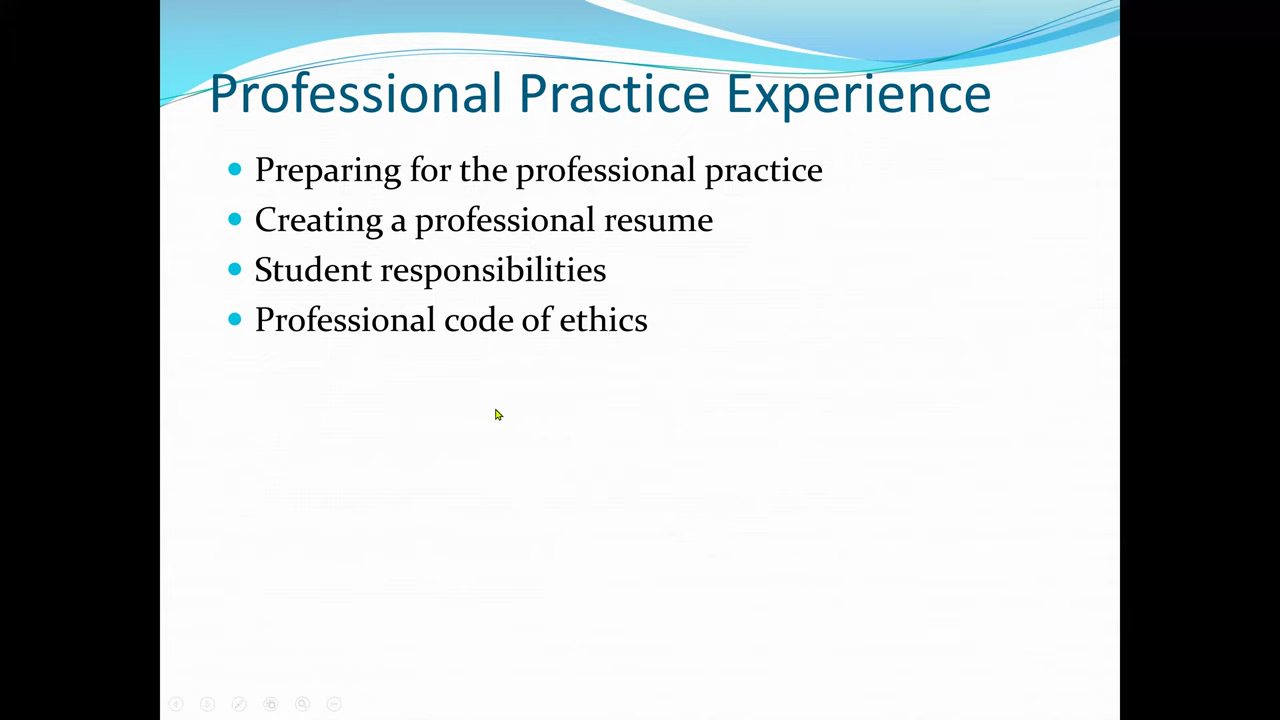 Professional Practice Experience
Preparing for the professional practice
Creating a professional resume
Student responsibilities
Professional code of ethics